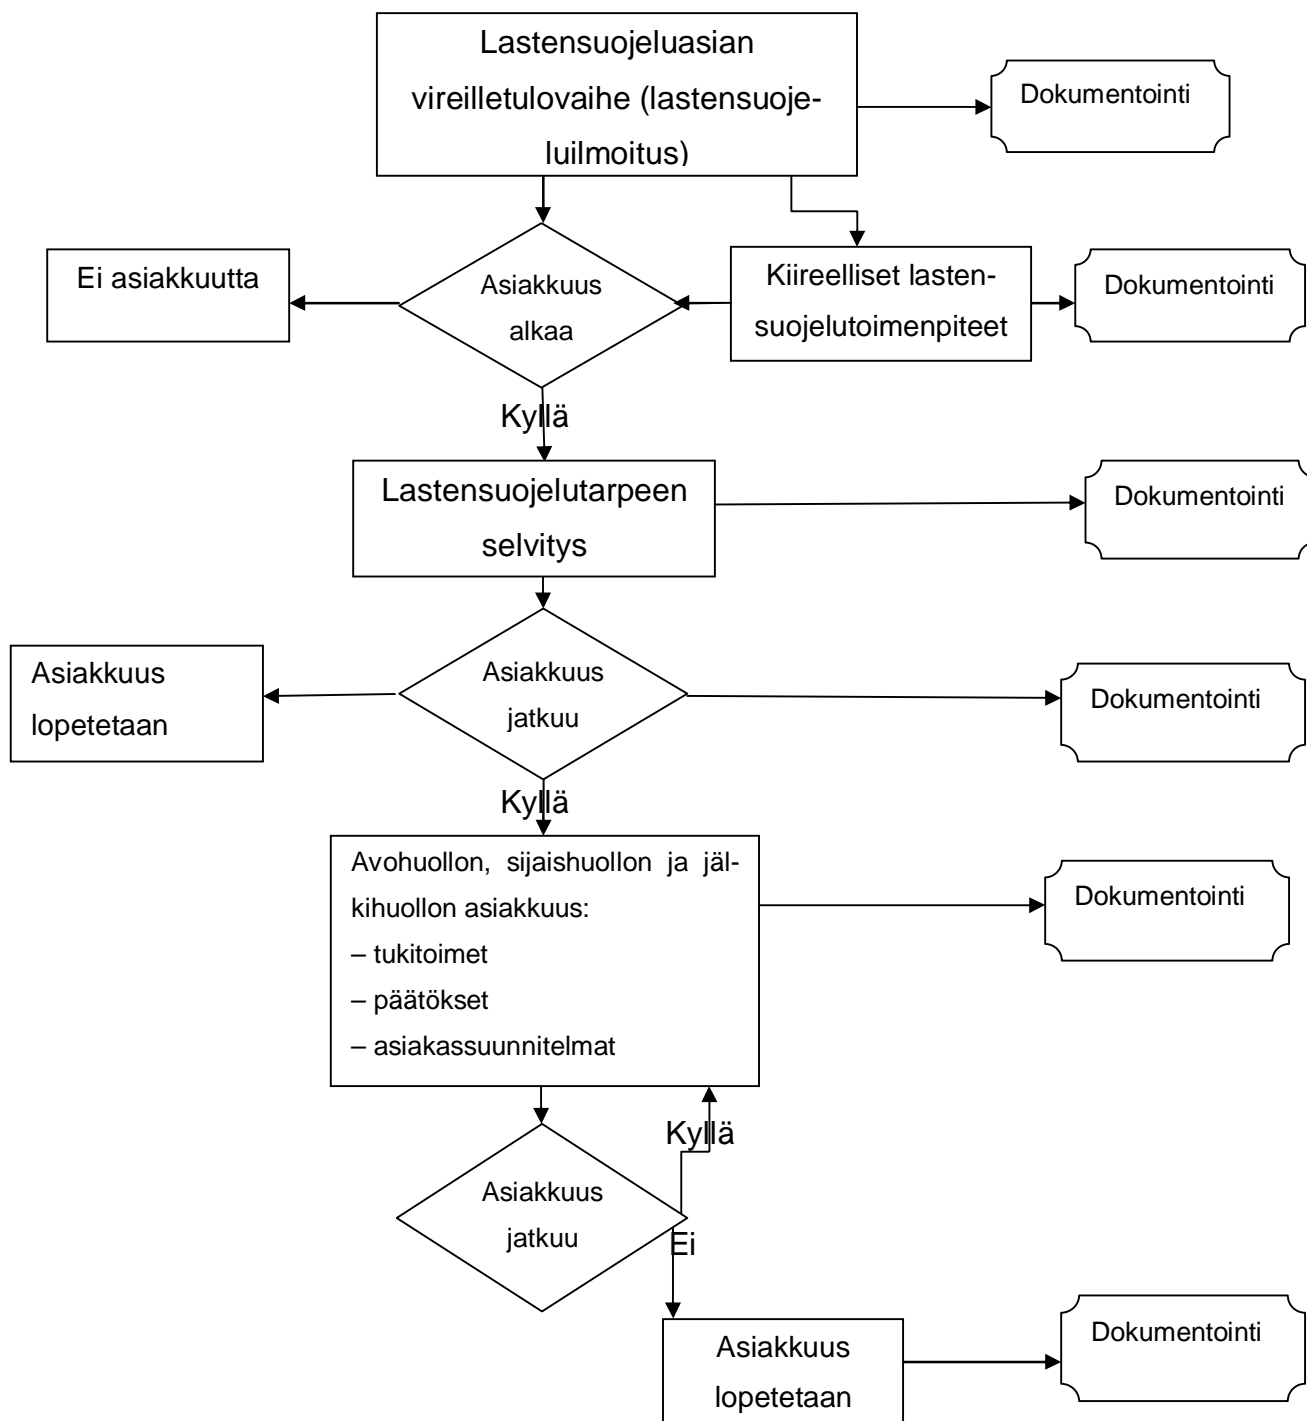 Lastensuojeluasian
vireilletulovaihe (lastensuoje-
luilmoitus)
Dokumentointi
Ei asiakkuutta
Asiakkuus
alkaa
Kiireelliset lasten-
suojelutoimenpiteet
Dokumentointi
Kyllä
Lastensuojelutarpeen
selvitys
Dokumentointi
Asiakkuus
lopetetaan
Asiakkuus
jatkuu
Dokumentointi
Kyllä
Avohuollon, sijaishuollon ja jäl-
kihuollon asiakkuus:
– tukitoimet
– päätökset
– asiakassuunnitelmat
Dokumentointi
Kyllä
Asiakkuus
jatkuu
Ei
Asiakkuus
lopetetaan
Dokumentointi